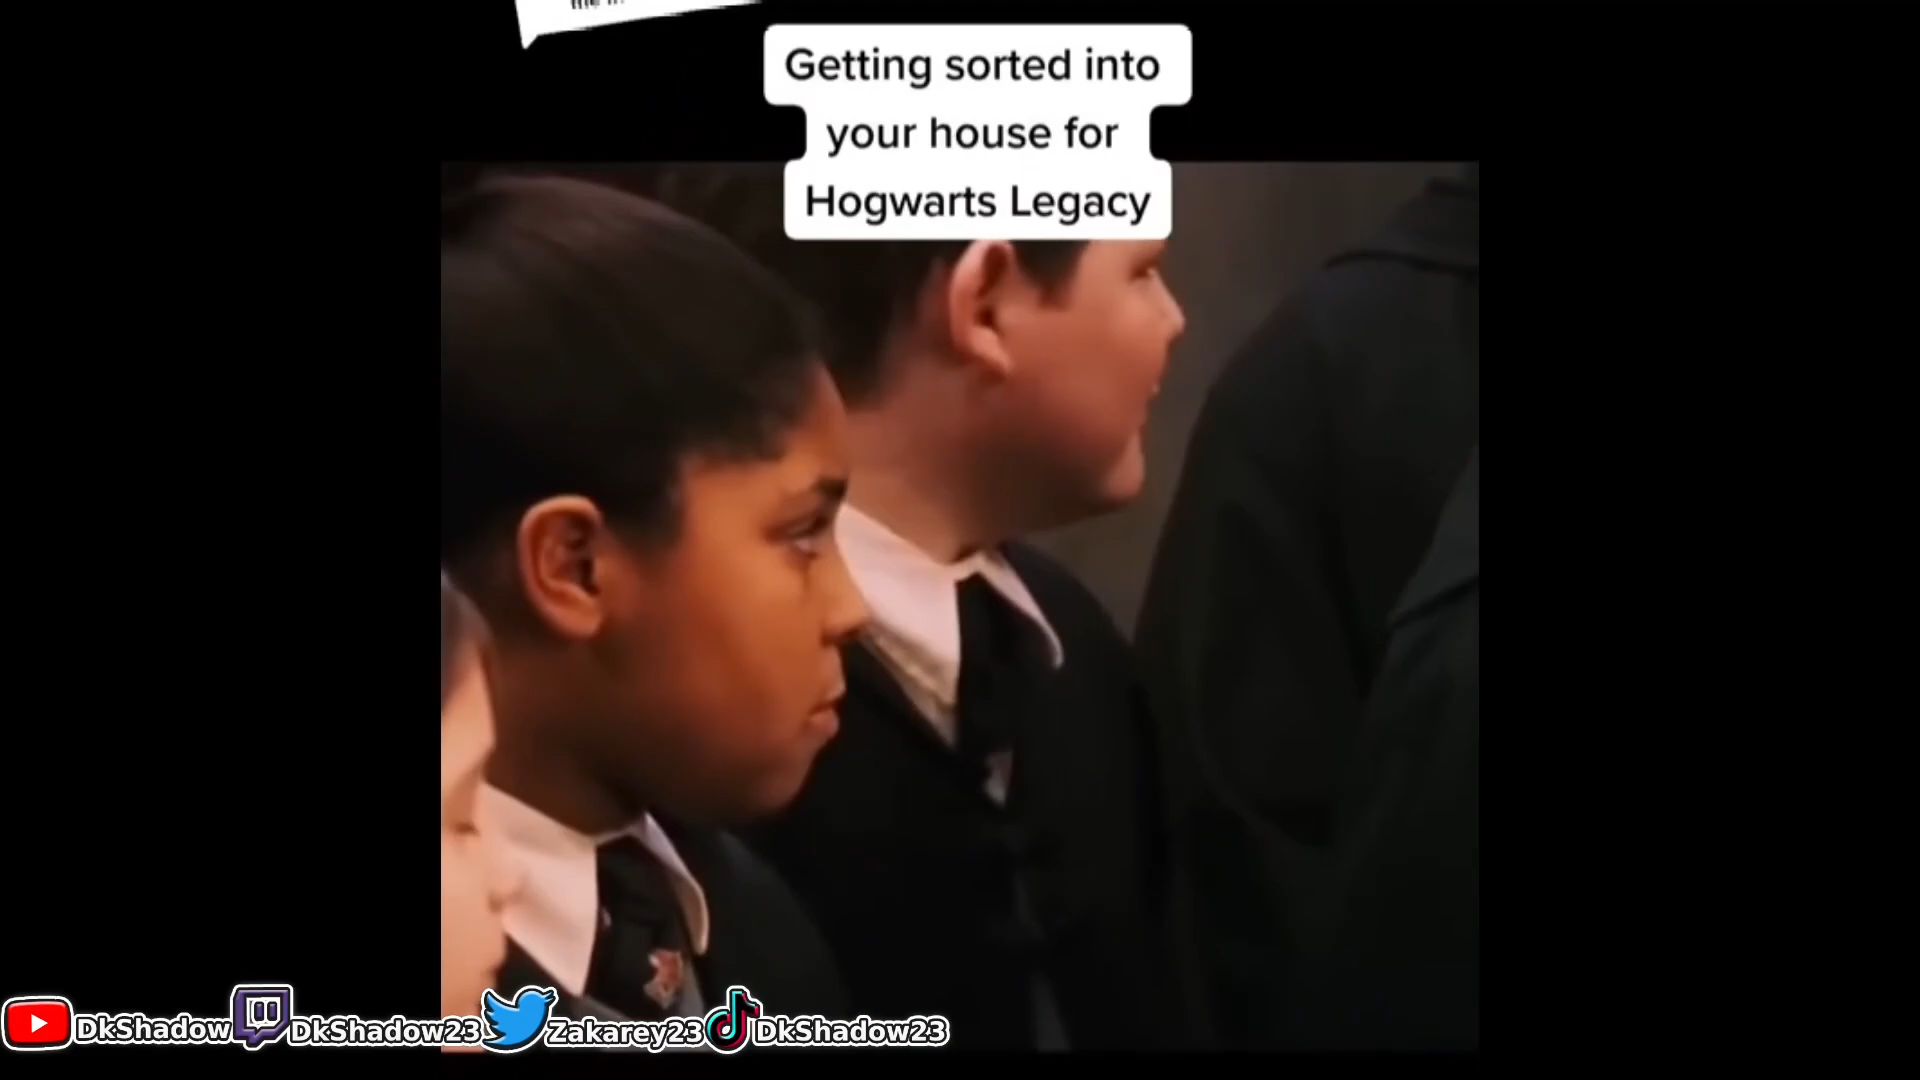 Getting sorted into
your house for
Hogwarts Legacy
DkShadow DkShadow23 Zakarey23 DkShadow23